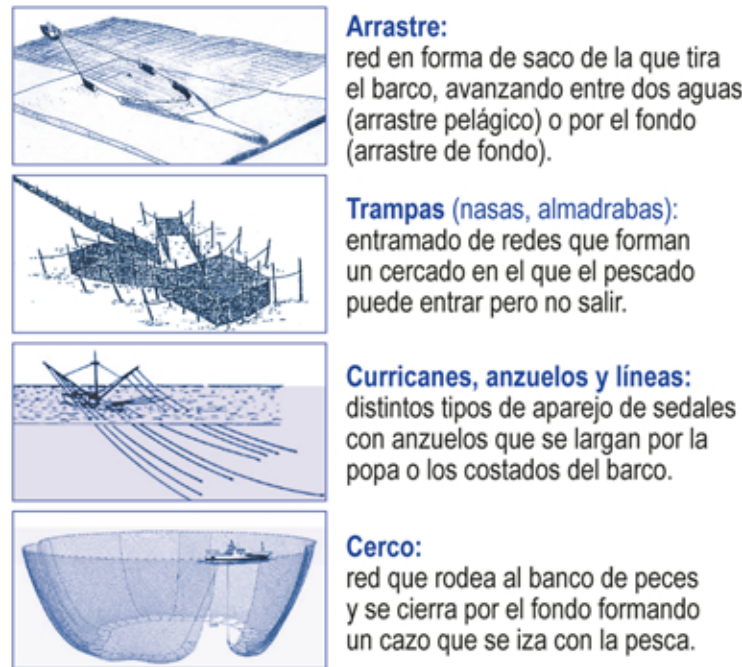 Arrastre:
red en forma de saco de la que tira
el barco, avanzando entre dos aguas
(arrastre pelágico) o por el fondo
(arrastre de fondo).
Trampas (nasas, almadrabas):
entramado de redes que forman
un cercado en el que el pescado
puede entrar pero no salir.
Curricanes, anzuelos y líneas:
distintos tipos de aparejo de sedales
con anzuelos que se largan por la
popa o los costados del barco.
Cerco:
red que rodea al banco de peces
y se cierra por el fondo formando
un cazo que se iza con la pesca.